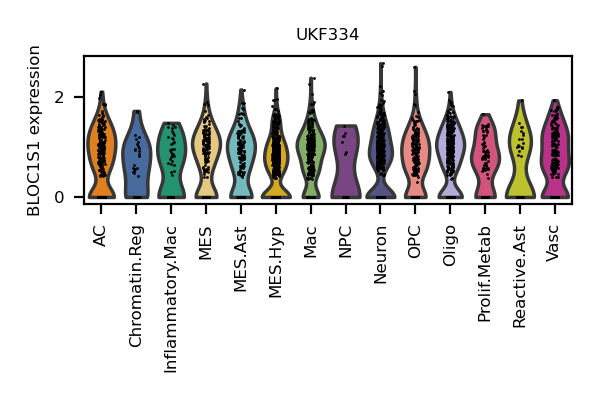 UKF334
BLOC1S1 expression
2
0
AC
Chromatin.Reg
Inflammatory.Mac
MES
MES.Ast
MES.Hyp
Mac
NPC
Neuron
OPC
Oligo
Prolif.Metab
Reactive.Ast
Vasc